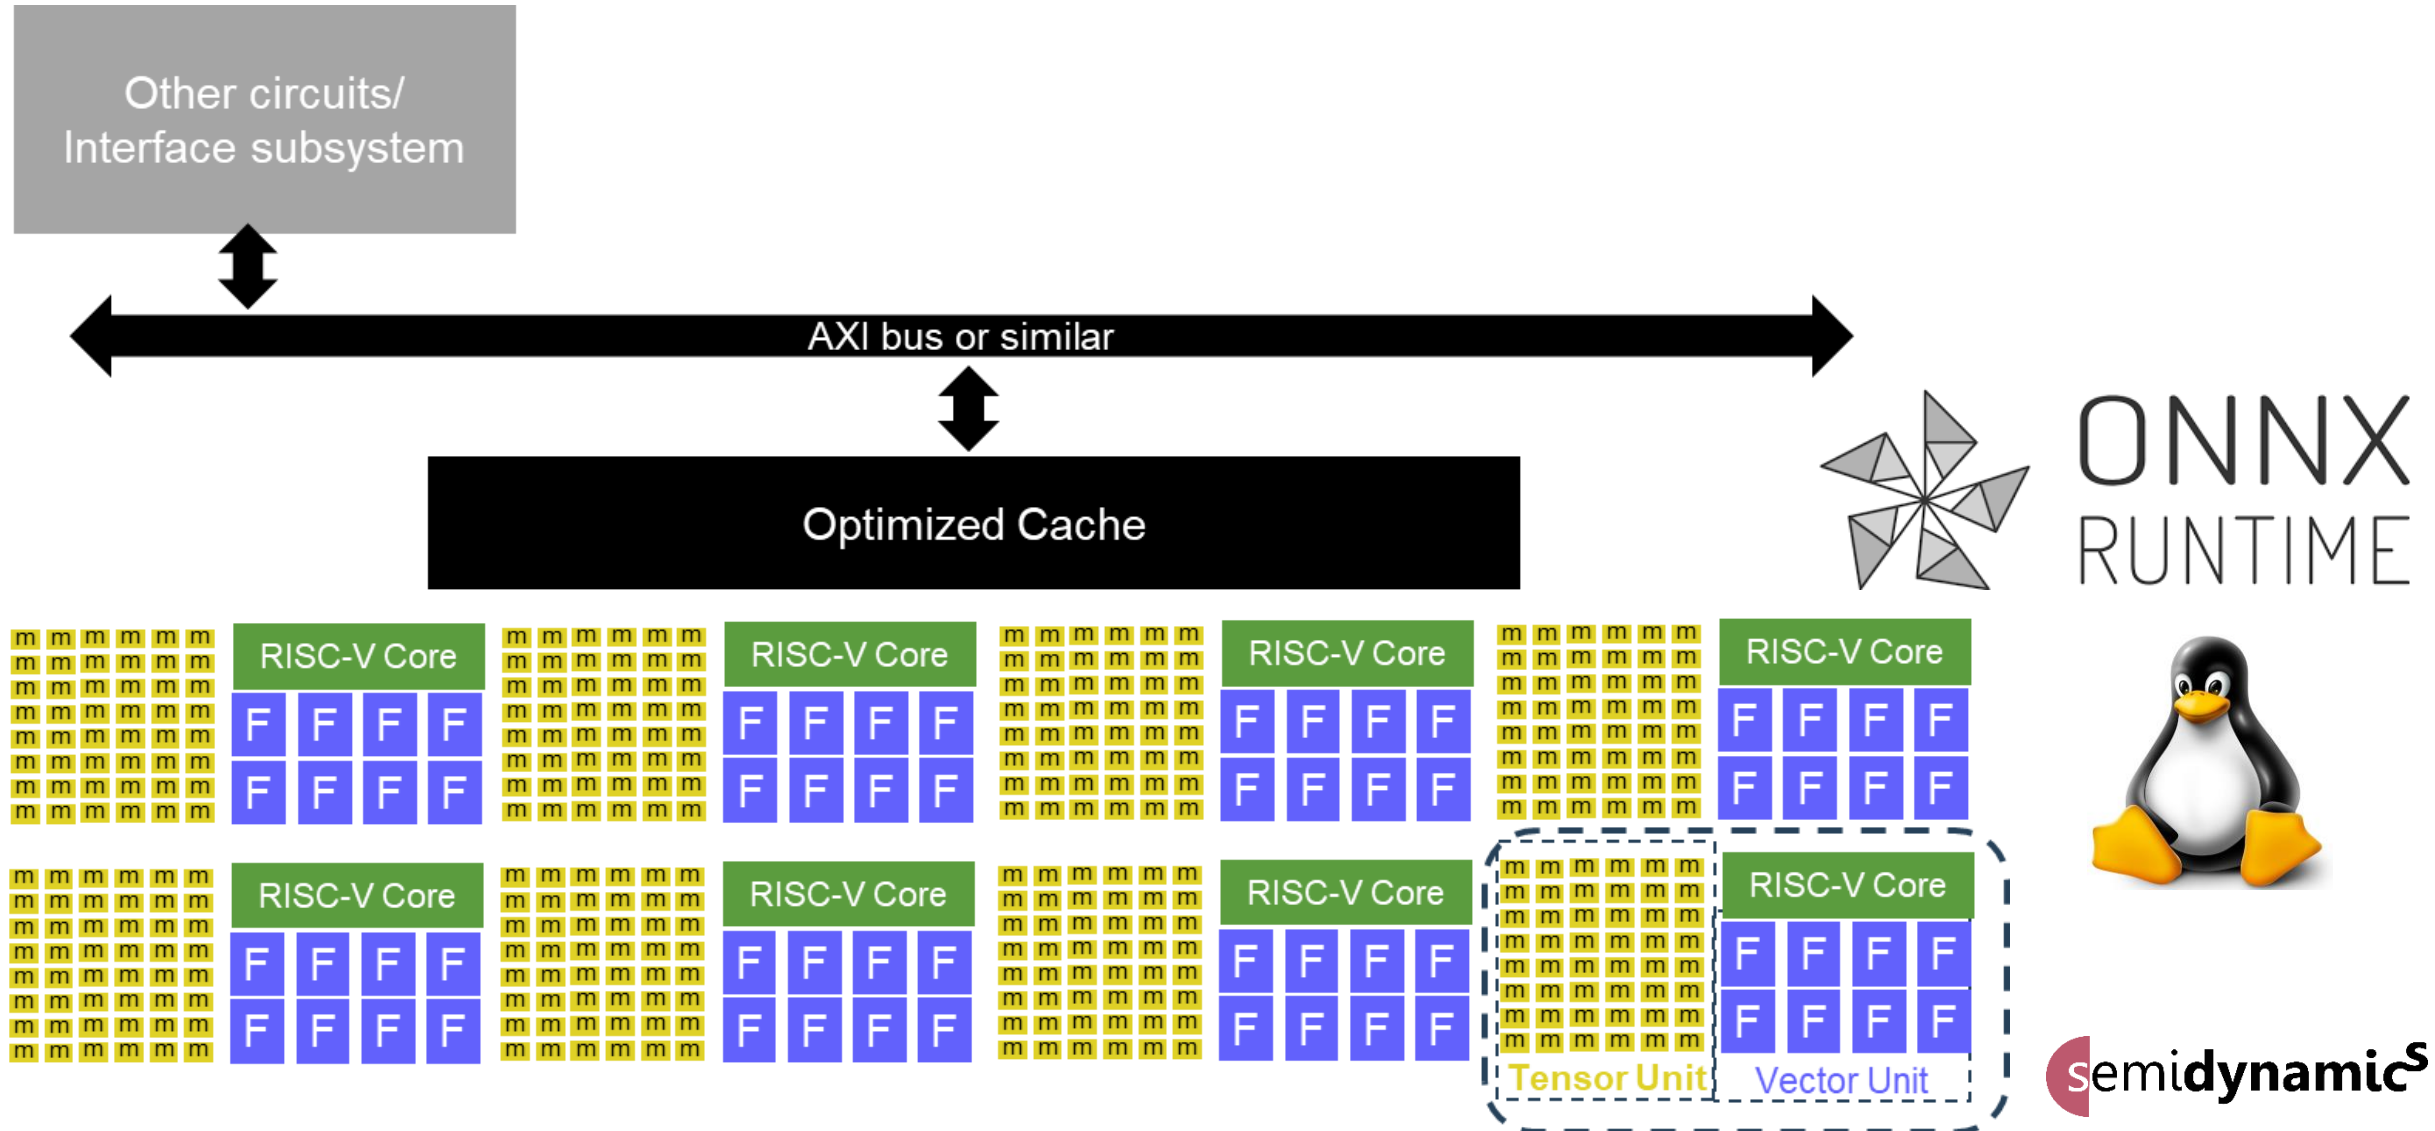 Other circuits/
Interface subsystem
AXI bus or similar
Optimized Cache
ONNX
RUNTIME
m m m m m m
m m m m m m
m m m m m m
m m m m m m
m m m m m m
m m m m m m
m m m m m m
m m m m m m
RISC-V Core
F F F F
F F F F
m m m m m m
m m m m m m
m m m m m m
m m m m m m
m m m m m m
m m m m m m
m m m m m m
m m m m m m
RISC-V Core
F F F F
F F F F
m m m m m m
m m m m m m
m m m m m m
m m m m m m
m m m m m m
m m m m m m
m m m m m m
m m m m m m
RISC-V Core
F F F F
F F F F
m m m m m m
m m m m m m
m m m m m m
m m m m m m
m m m m m m
m m m m m m
m m m m m m
m m m m m m
RISC-V Core
F F F F
F F F F
m m m m m m
m m m m m m
m m m m m m
m m m m m m
m m m m m m
m m m m m m
m m m m m m
m m m m m m
RISC-V Core
F F F F
F F F F
m m m m m m
m m m m m m
m m m m m m
m m m m m m
m m m m m m
m m m m m m
m m m m m m
m m m m m m
RISC-V Core
F F F F
F F F F
m m m m m m
m m m m m m
m m m m m m
m m m m m m
m m m m m m
m m m m m m
m m m m m m
m m m m m m
RISC-V Core
F F F F
F F F F
m m m m m m
m m m m m m
m m m m m m
m m m m m m
m m m m m m
m m m m m m
m m m m m m
m m m m m m
RISC-V Core
F F F F
F F F F
Tensor Unit
Vector Unit
semidynamics